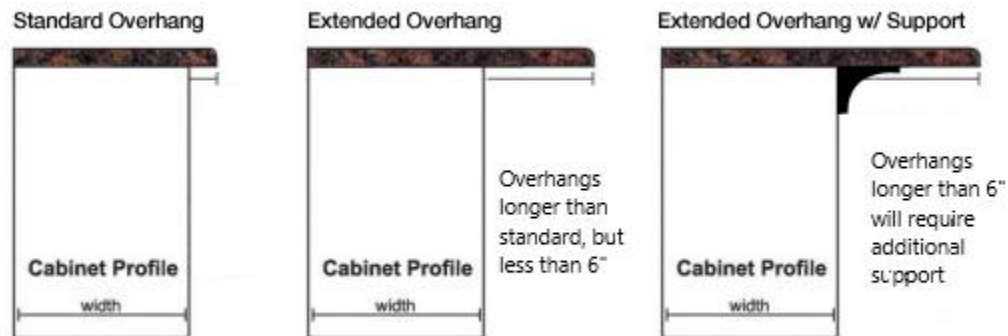 Standard Overhang
Extended Overhang
Extended Overhang w/ Support
Overhangs
longer than
standard, but
less than 6"
Overhangs
longer than 6"
will require
additional
support
Cabinet Profile
width
Cabinet Profile
width
Cabinet Profile
width